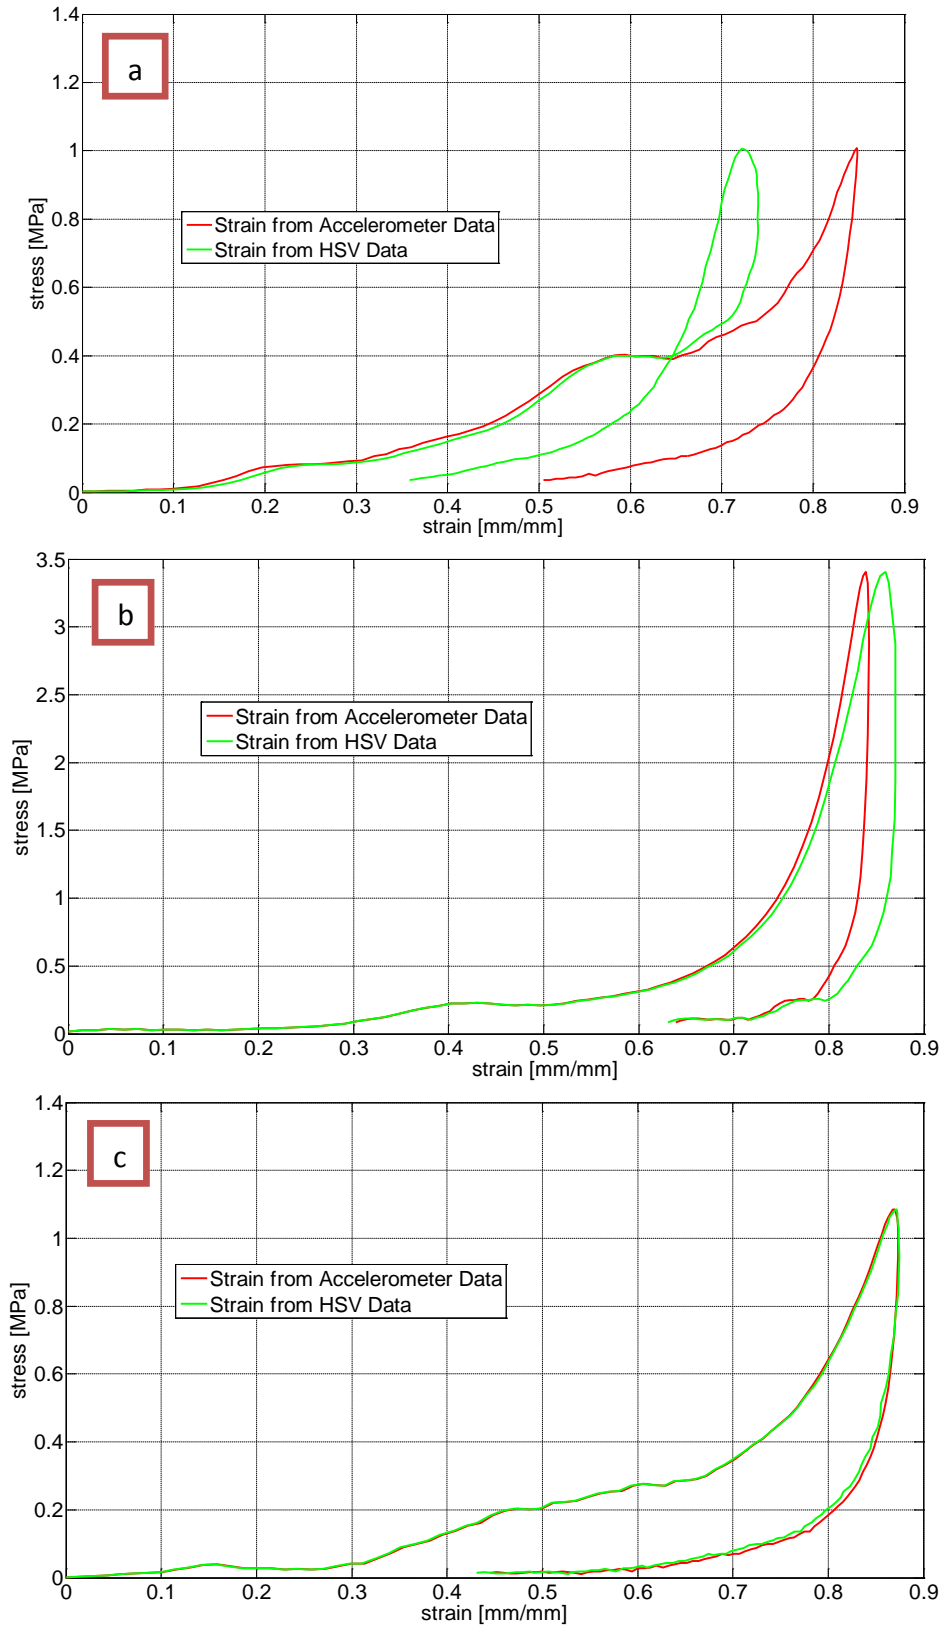 1.4
a
1.2
1
0.8
0.6
0.4
0.2
0
stress [MPa]
Strain from Accelerometer Data
Strain from HSV Data
0 0.1 0.2 0.3 0.4 0.5 0.6 0.7 0.8 0.9
strain [mm/mm]
3.5
b
3
2.5
2
1.5
1
0.5
0
stress [MPa]
Strain from Accelerometer Data
Strain from HSV Data
0 0.1 0.2 0.3 0.4 0.5 0.6 0.7 0.8 0.9
strain [mm/mm]
1.4
c
1.2
1
0.8
0.6
0.4
0.2
0
stress [MPa]
Strain from Accelerometer Data
Strain from HSV Data
0 0.1 0.2 0.3 0.4 0.5 0.6 0.7 0.8 0.9
strain [mm/mm]